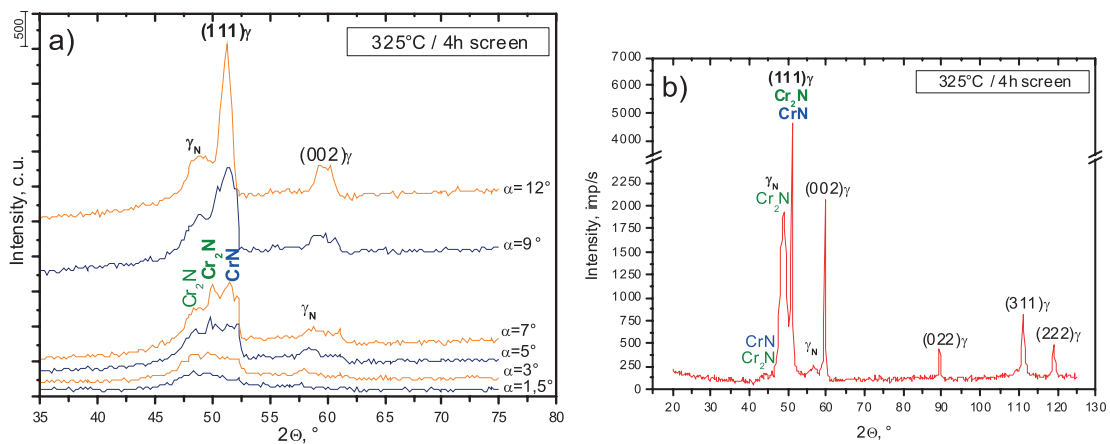 500
a)
(111)γ
325°C / 4h screen
γN
(002)γ
α= 12°
α=9 °
Cr2N
Cr2N
CrN
γN
α=7°
α=5°
α=3°
α=1,5°
Intensity, c. u.
35 40 45 50 55 60 65 70 75 80
2Θ, °
b)
(111)γ
Cr2N
CrN
325°C / 4h screen
γN
Cr2N
(002)γ
CrN
Cr2N
γN
(022)γ
(311)γ
(222)γ
Intensity, imp/s
7000
6000
5000
4000
2250
2000
1750
1500
1250
1000
750
500
250
0
20 30 40 50 60 70 80 90 100 110 120 130
2Θ, °